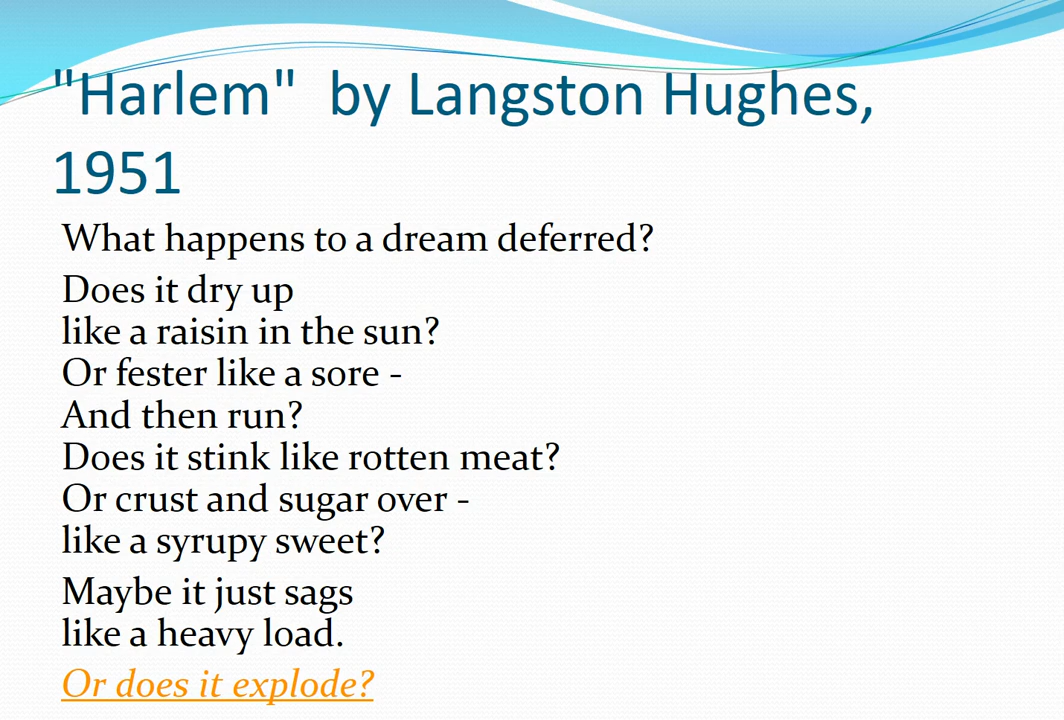 "Harlem"  by Langston Hughes,
1951
What happens to a dream deferred?
Does it dry up
like a raisin in the sun?
Or fester like a sore -
And then run?
Does it stink like rotten meat?
Or crust and sugar over -
like a syrupy sweet?
Maybe it just sags
like a heavy load.
Or does it explode?